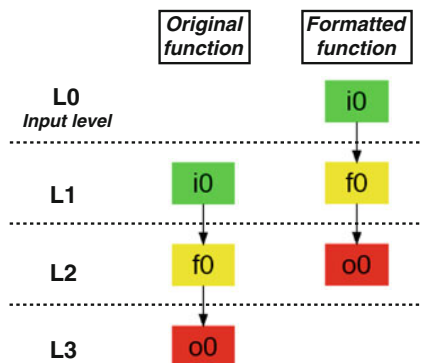 Original
function
Formatted
function
L0
Input level
i0
L1
i0
f0
L2
f0
o0
L3
o0